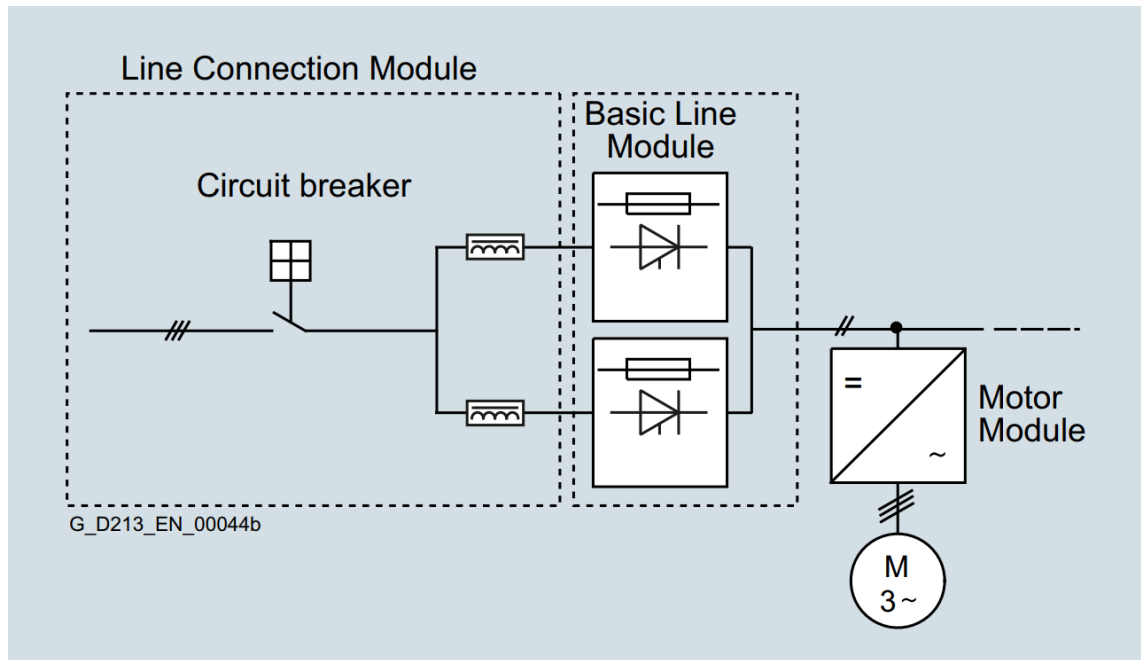 Line Connection Module
Basic Line
Module
Circuit breaker
=
~
Motor
Module
G_D213_EN_00044b
M
3~